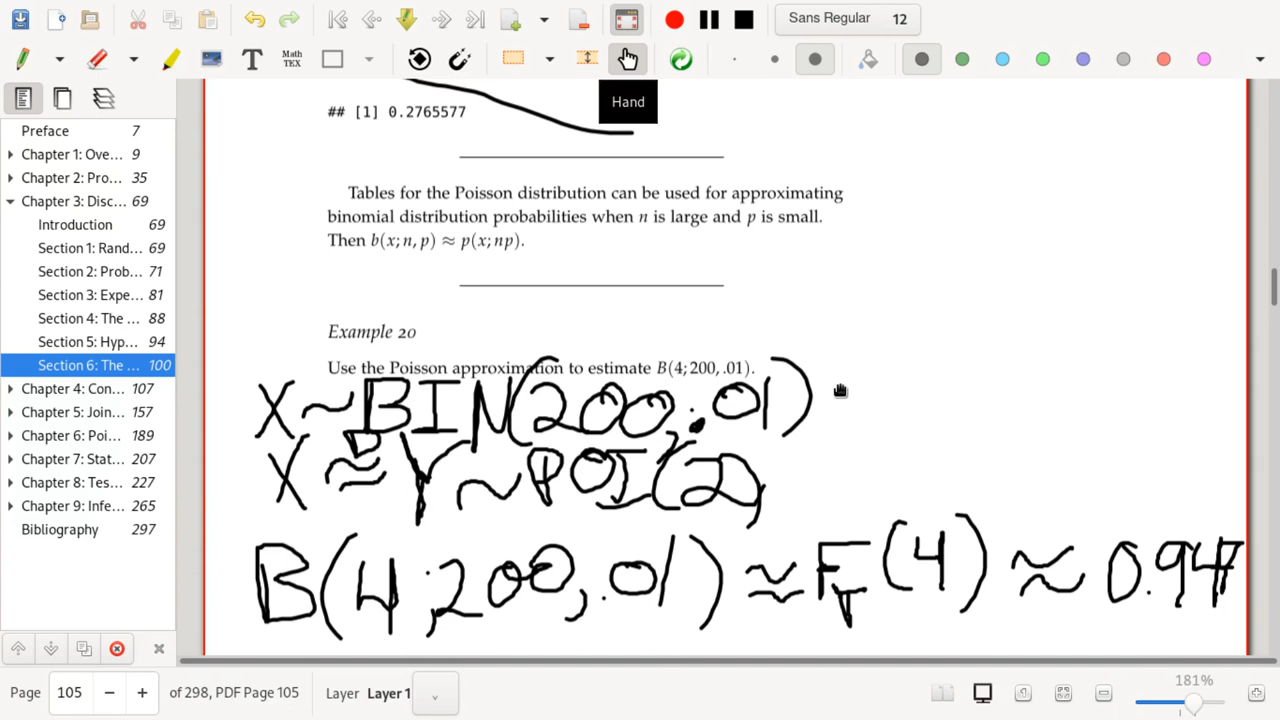 Sans Regular 12
T Math TEX
Hand
Preface 7
Chapter 1: Ove... 9
Chapter 2: Pro... 35
Chapter 3: Disc... 69
Introduction 69
Section 1: Rand... 69
Section 2: Prob... 71
Section 3: Expe... 81
Section 4: The ... 88
Section 5: Hyp... 94
Section 6: The ... 100
Chapter 4: Con... 107
Chapter 5: Join... 157
Chapter 6: Poi... 189
Chapter 7: Stat... 207
Chapter 8: Tes... 227
Chapter 9: Infe... 265
Bibliography 297
## [1] 0.2765577
Tables for the Poisson distribution can be used for approximating
binomial distribution probabilities when n is large and p is small.
Then b(x; n, p) ≈ p(x; np).
Example 20
Use the Poisson approximation to estimate B(4; 200, .01).
X ~ BIN(200, .01)
X ≈ᴰ Y ~ POI(2)
B(4; 200, .01) ≈ F_Y(4) ≈ 0.947
Page 105 of 298, PDF Page 105 Layer Layer 1 181%